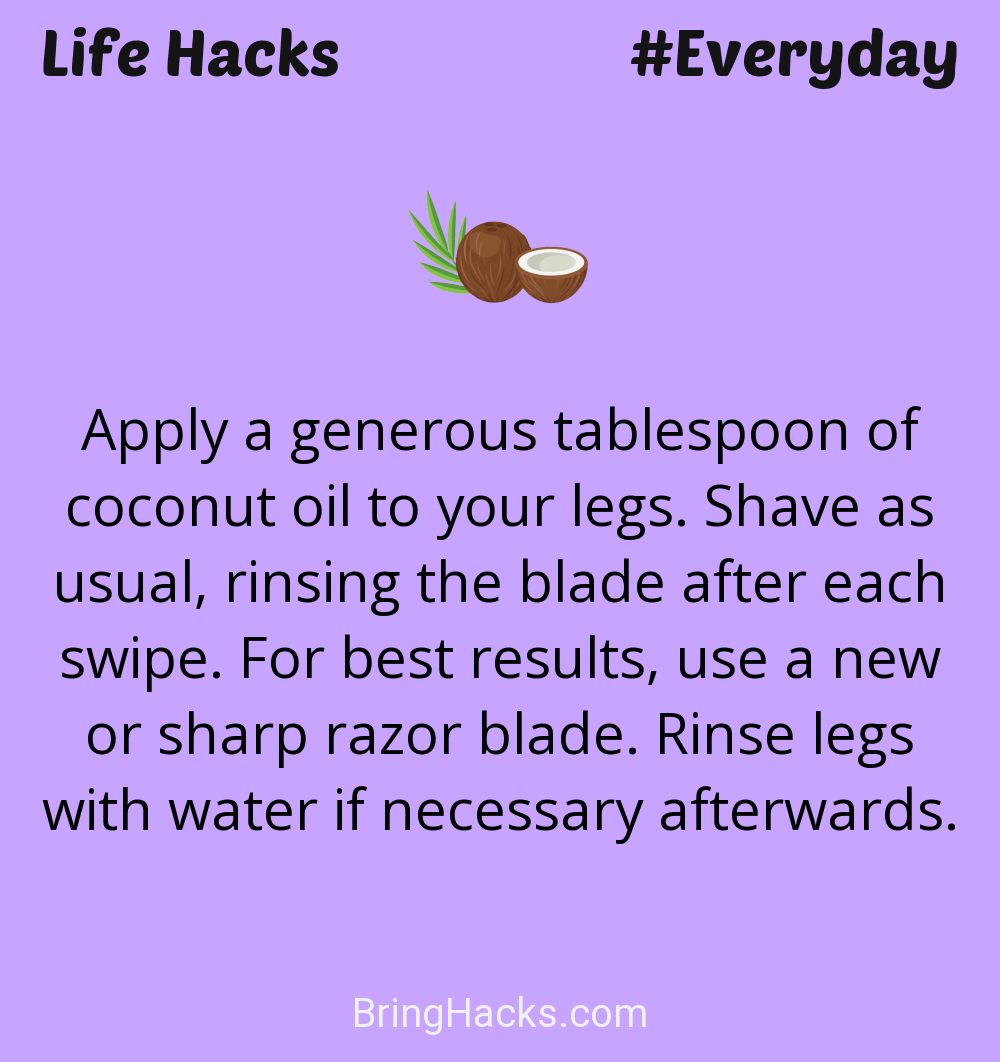 Life Hacks #Everyday
Apply a generous tablespoon of
coconut oil to your legs. Shave as
usual, rinsing the blade after each
swipe. For best results, use a new
or sharp razor blade. Rinse legs
with water if necessary afterwards.
BringHacks.com